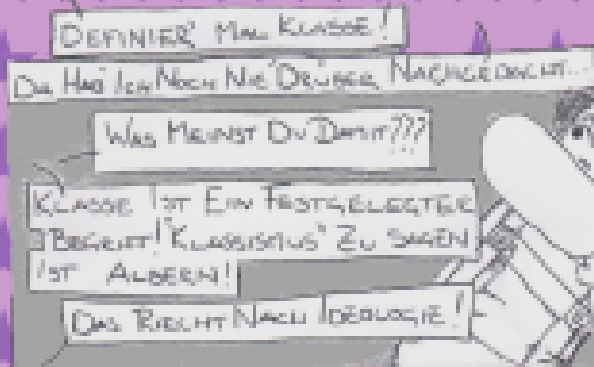 DEFINIER' MAL KLASSE!
DA HAB' ICH NOCH NIE DRÜBER NACHGEDACHT...
WAS MEINST DU DAMIT???
KLASSE IST EIN FESTGELEGTER
BEGRIFF! "KLASSISMUS" ZU SAGEN
IST ALBERN!
DAS RIECHT NACH IDEOLOGIE!